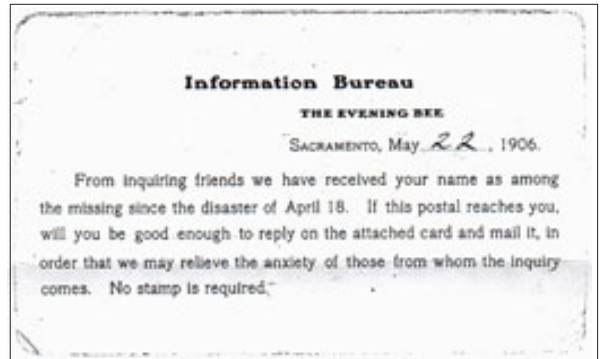 Information Bureau
THE EVENING BEE
SACRAMENTO, May 22, 1906.
From inquiring friends we have received your name as among
the missing since the disaster of April 18. If this postal reaches you,
will you be good enough to reply on the attached card and mail it, in
order that we may relieve the anxiety of those from whom the inquiry
comes. No stamp is required.